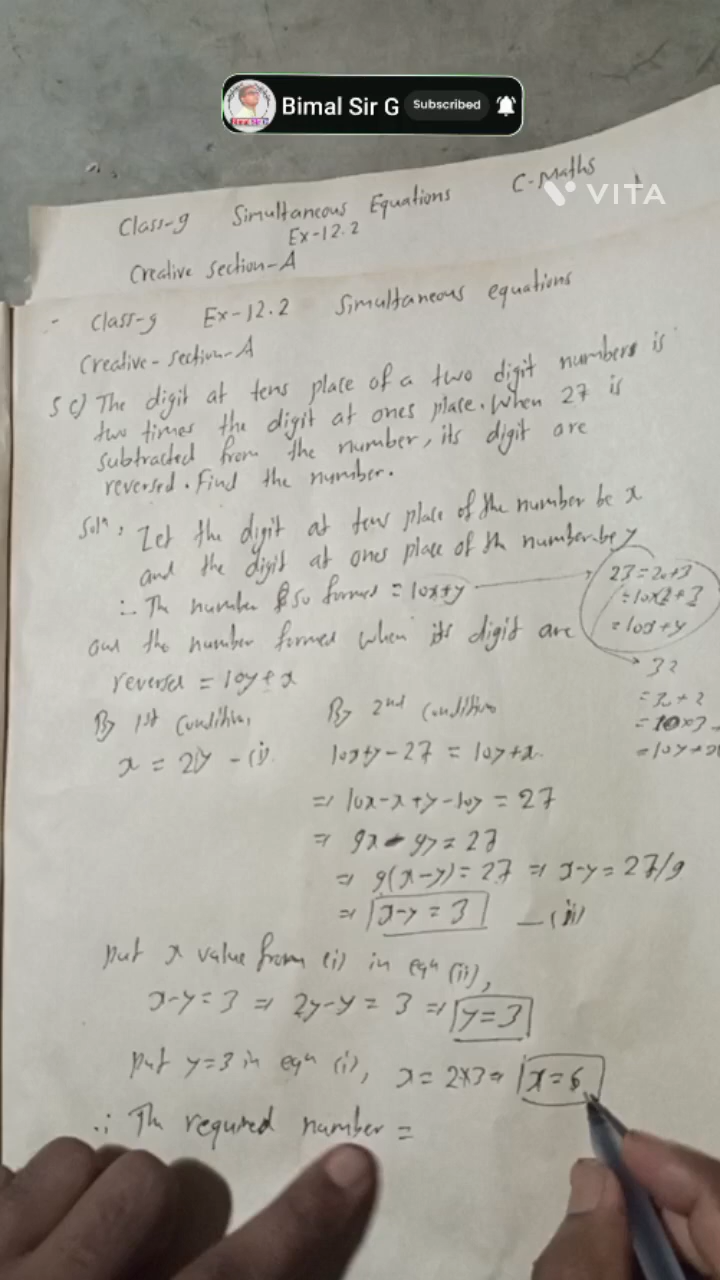 Bimal Sir G Subscribed
VITA
Class-9 Simultaneous Equations C-Maths
Ex-12.2
Creative Section-A
Class-9 Ex-12.2 Simultaneous equations
Creative-section-A
5 c) The digit at tens place of a two digit numbers is
two times the digit at ones place. When 27 is
subtracted from the number, its digit are
reversed. Find the number.
Solⁿ: Let the digit at tens place of the number be x
and the digit at ones place of the number be y
∴ The number so formed = 10x+y
23 = 20+3
= 10×2+3
= 10x+y
and the number formed when its digit are
reversed = 10y+x
32
= 10×3
= 10y+x
By 1st condition, By 2nd condition
x = 2y - (i) 10x+y-27 = 10y+x
⇒ 10x-x+y-10y = 27
⇒ 9x-9y = 27
⇒ 9(x-y) = 27 ⇒ x-y = 27/9
⇒ x-y = 3 - (ii)
put x value from (i) in eqⁿ (ii),
x-y = 3 ⇒ 2y-y = 3 ⇒ y=3
put y=3 in eqⁿ (i), x = 2×3 ⇒ x=6
∴ The required number =